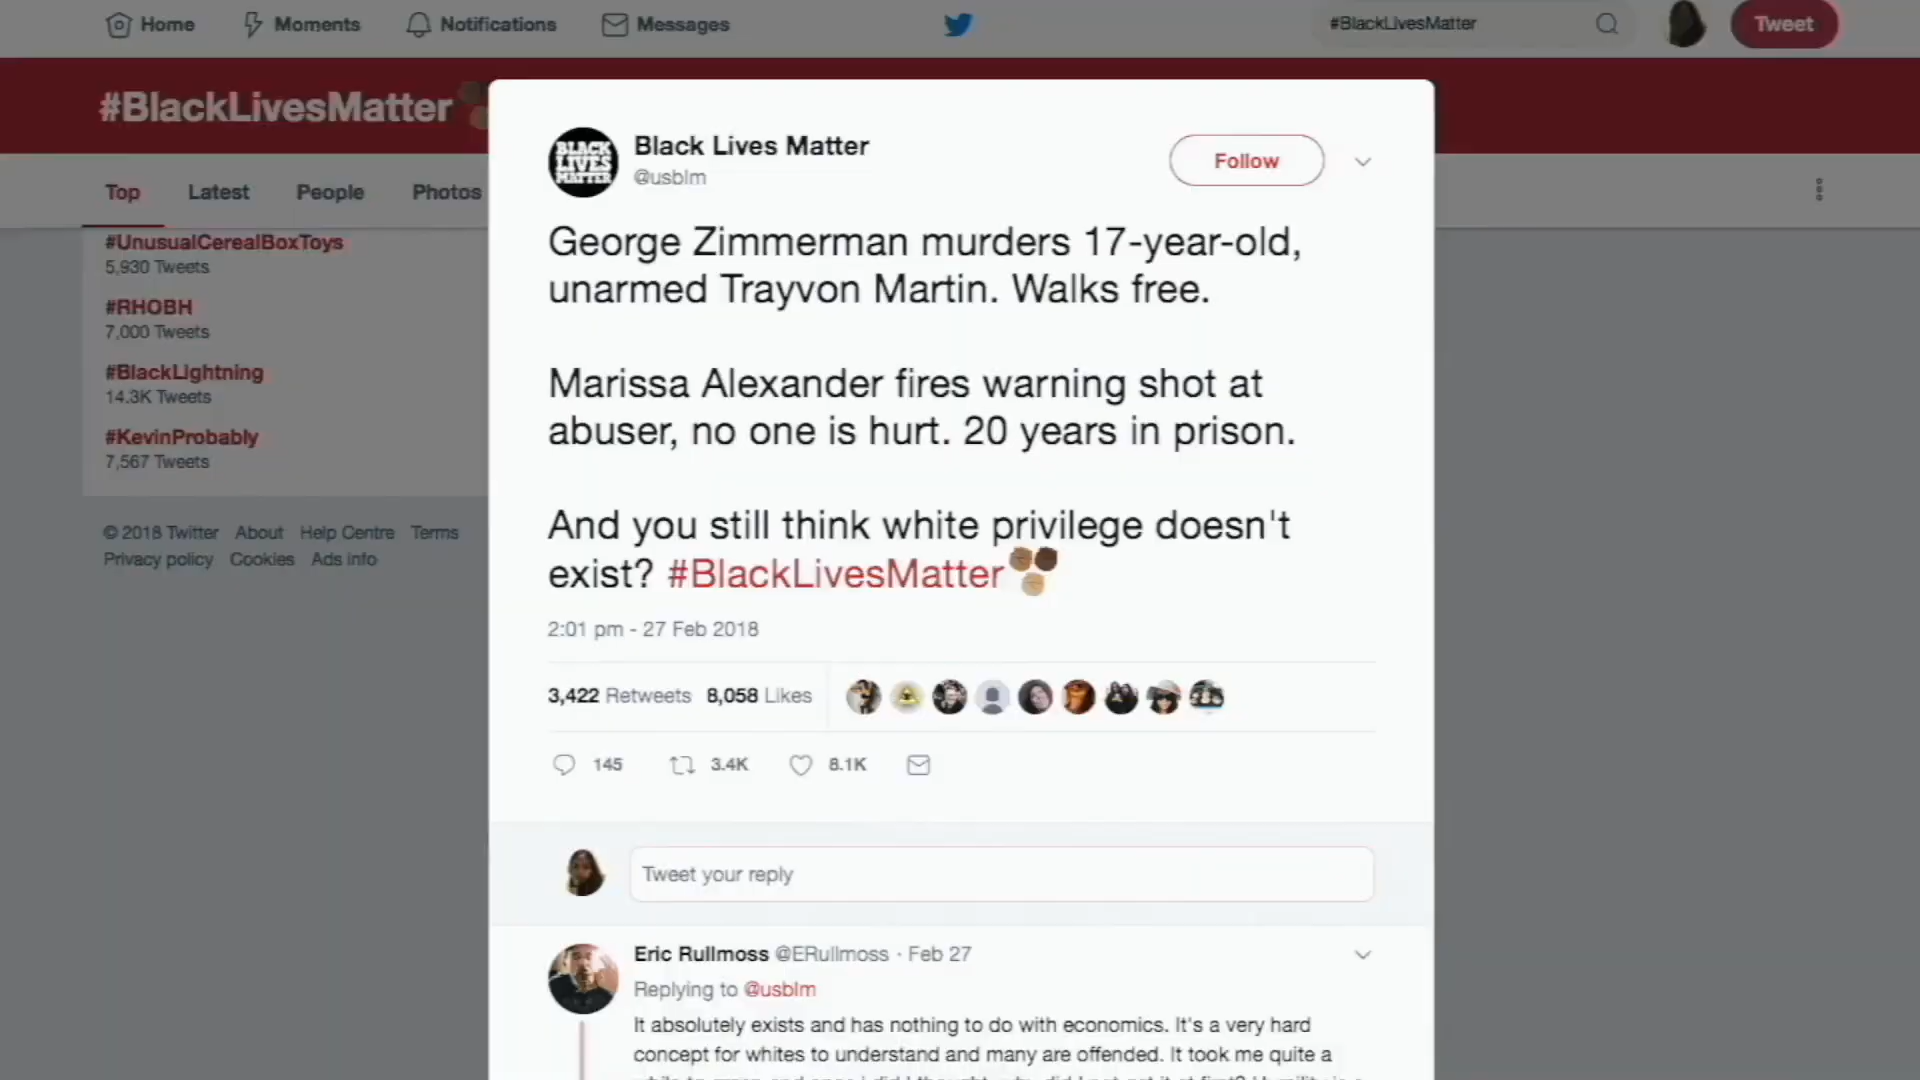 Home Moments Notifications Messages #BlackLivesMatter Tweet
#BlackLivesMatter
Top Latest People Photos
#UnusualCerealBoxToys
5,930 Tweets
#RHOBH
7,000 Tweets
#BlackLightning
14.3K Tweets
#KevinProbably
7,567 Tweets
© 2018 Twitter About Help Centre Terms
Privacy policy Cookies Ads info
BLACK
LIVES
MATTER
Black Lives Matter
@usblm
Follow
George Zimmerman murders 17-year-old,
unarmed Trayvon Martin. Walks free.
Marissa Alexander fires warning shot at
abuser, no one is hurt. 20 years in prison.
And you still think white privilege doesn't
exist? #BlackLivesMatter
2:01 pm - 27 Feb 2018
3,422 Retweets 8,058 Likes
145 3.4K 8.1K
Tweet your reply
Eric Rullmoss @ERullmoss · Feb 27
Replying to @usblm
It absolutely exists and has nothing to do with economics. It's a very hard
concept for whites to understand and many are offended. It took me quite a